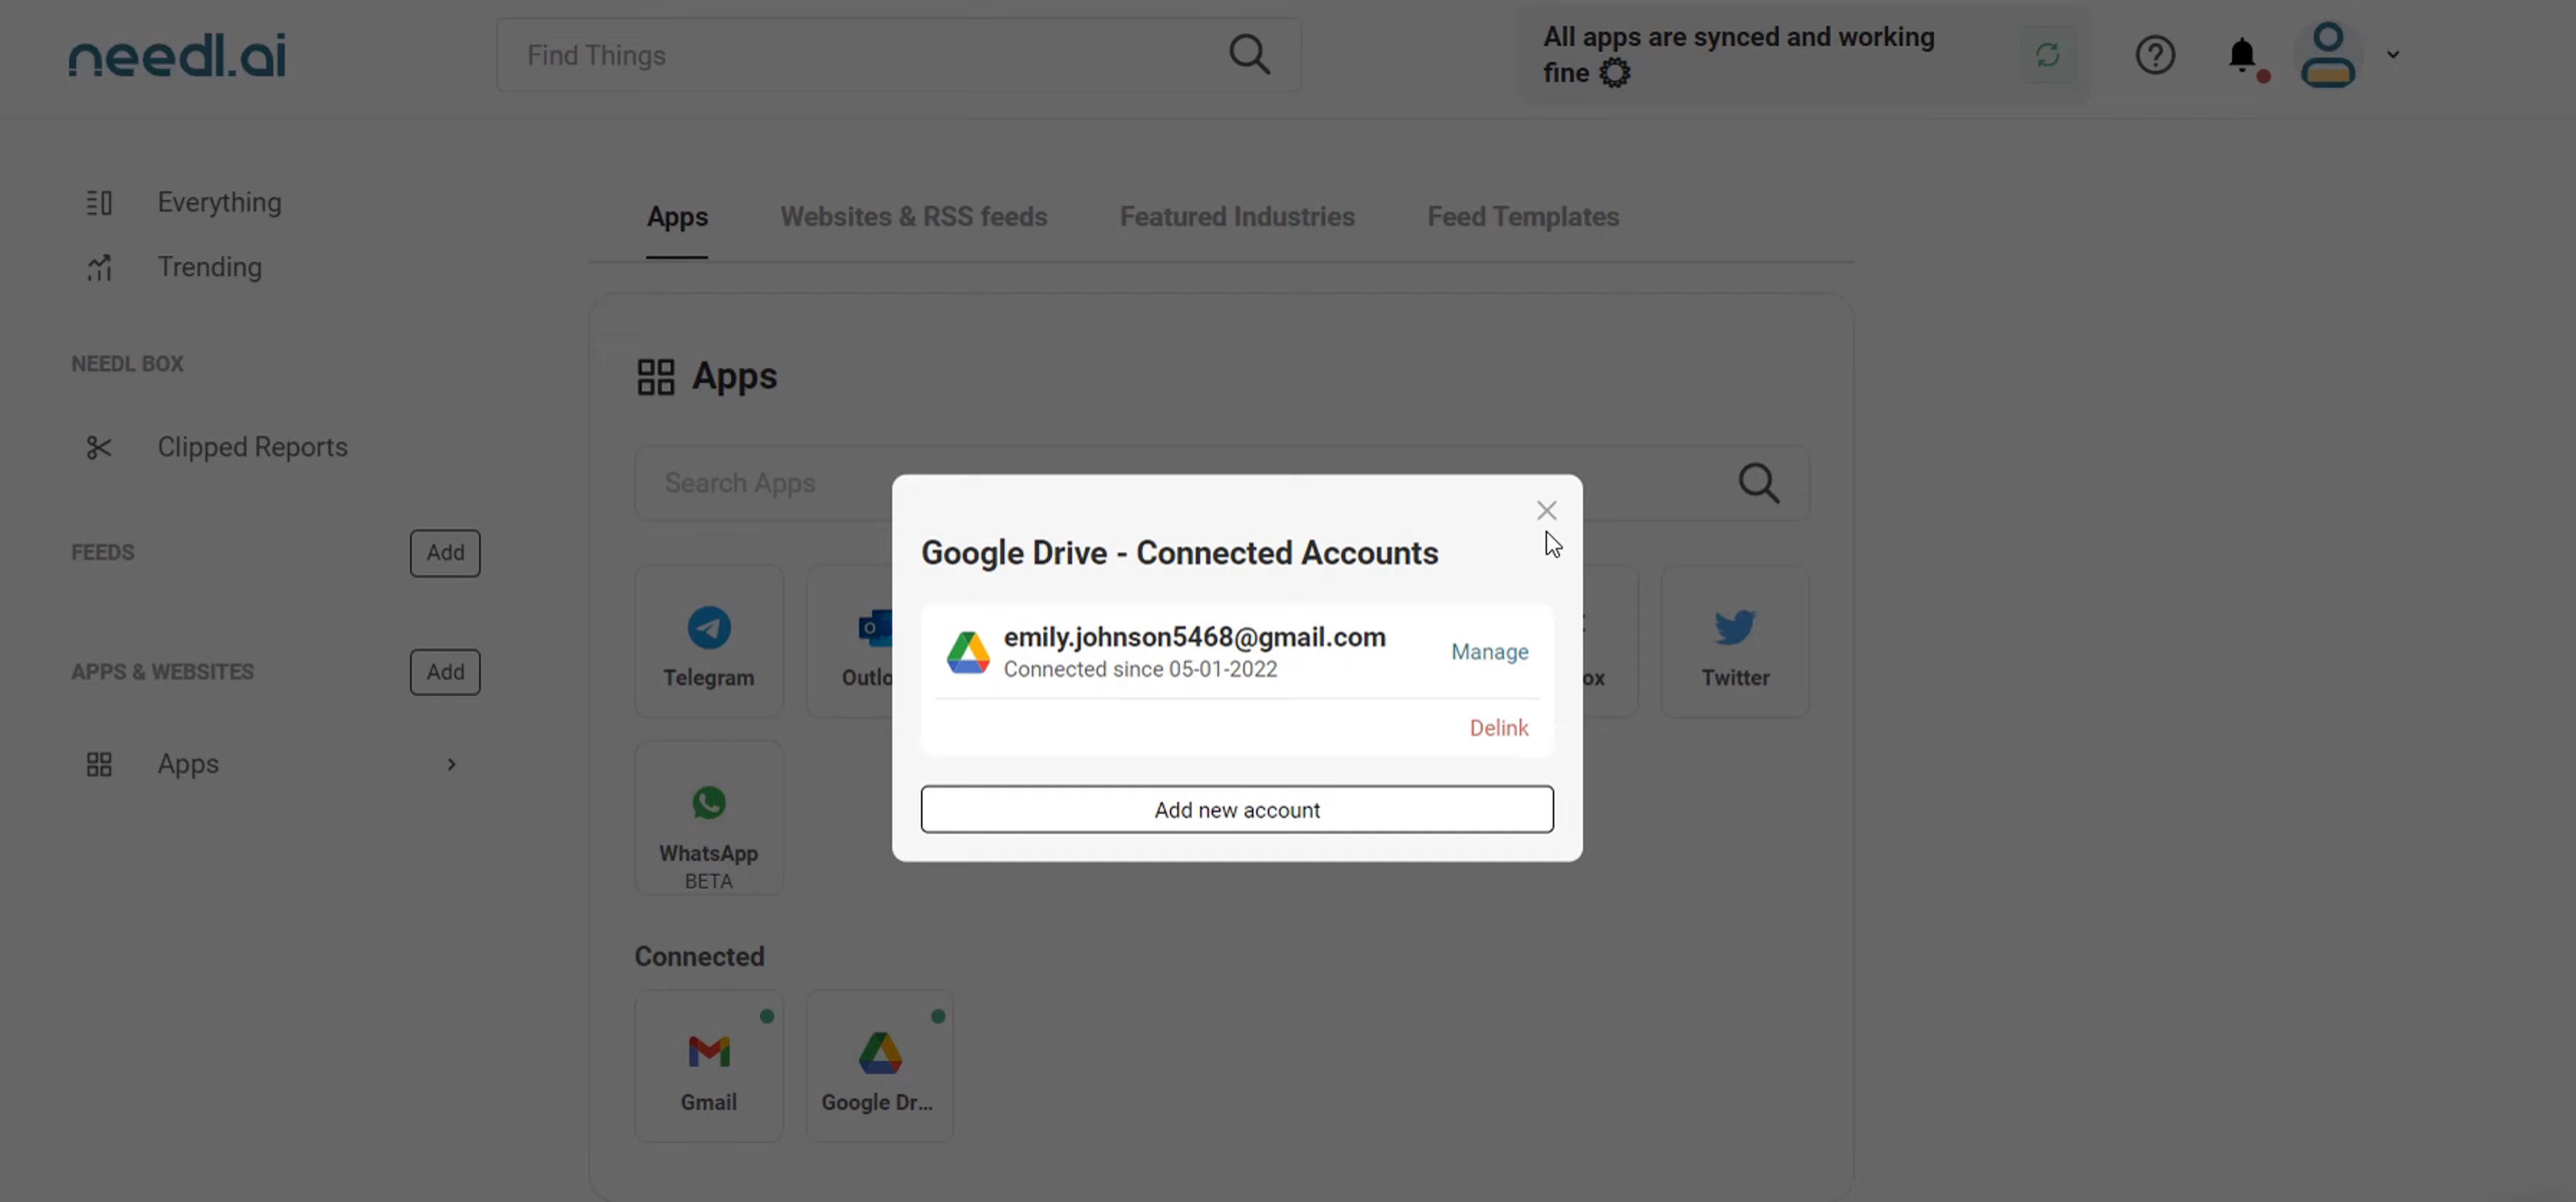 needl.ai
Find Things
All apps are synced and working
fine
Everything
Trending
NEEDL BOX
Clipped Reports
FEEDS
Add
APPS & WEBSITES
Add
Apps
Apps
Websites & RSS feeds
Featured Industries
Feed Templates
Apps
Search Apps
Telegram
Outlo
ox
Twitter
WhatsApp
BETA
Google Drive - Connected Accounts
emily.johnson5468@gmail.com
Connected since 05-01-2022
Manage
Delink
Add new account
Connected
Gmail
Google Dr...